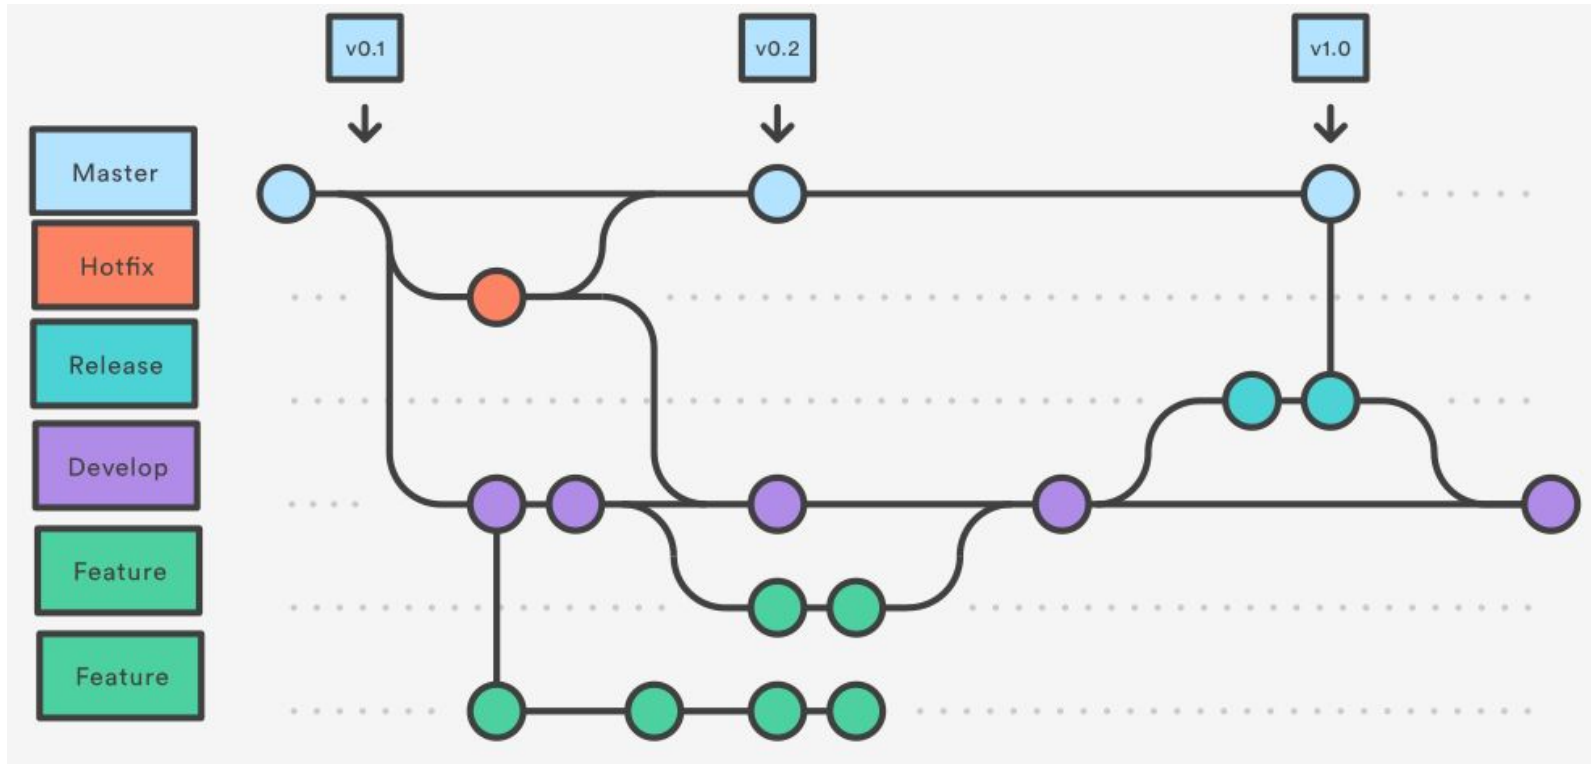 v0.1
v0.2
v1.0
Master
Hotfix
Release
Develop
Feature
Feature